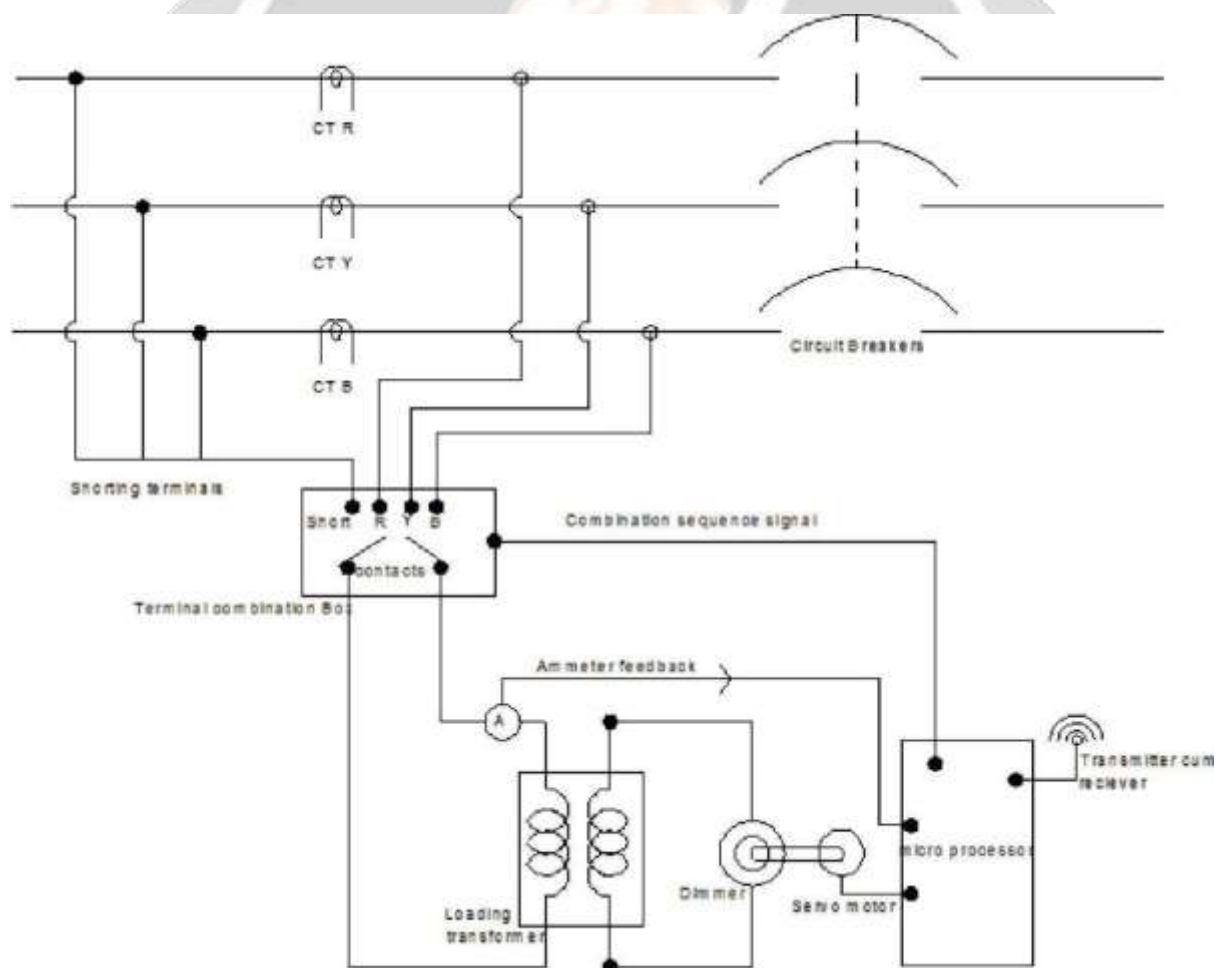 CT R
CT Y
CT B
Circuit Breakers
Shorting terminals
Short R Y B
Combination sequence signal
contacts
Terminal combination Box
Ammeter feedback
A
Transmitter cum
reciever
micro processor
Dimmer
Servo motor
Loading
transformer